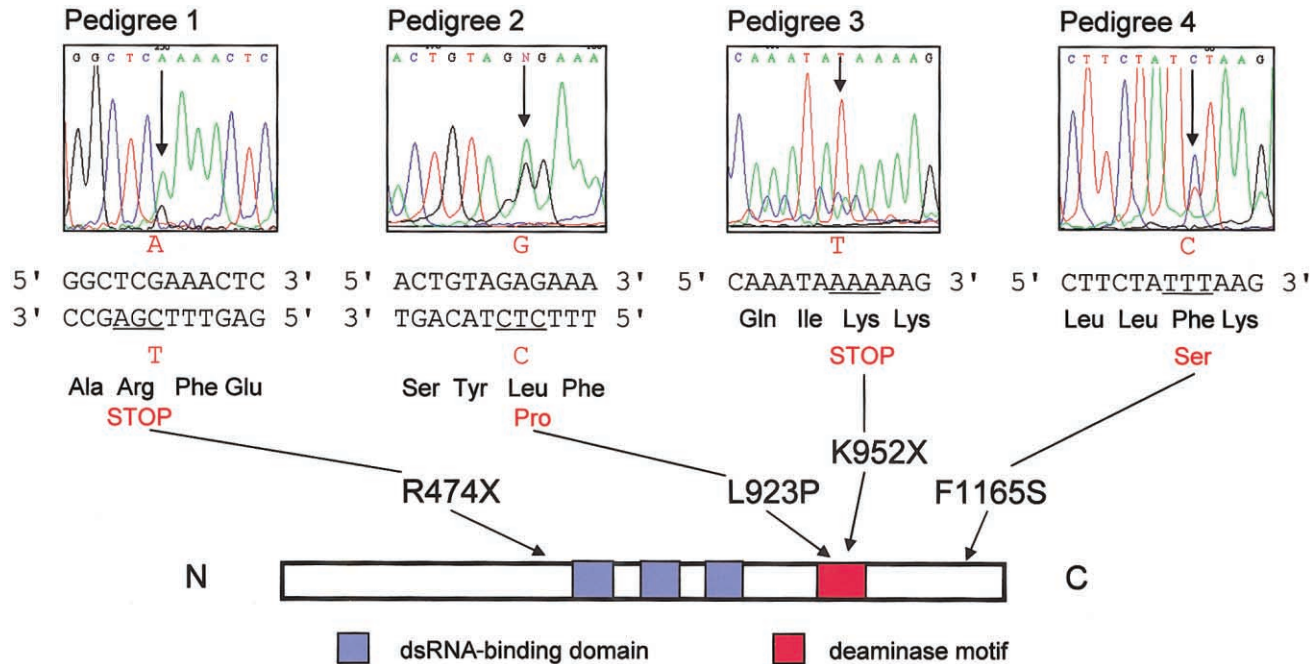 Pedigree 1 Pedigree 2 Pedigree 3 Pedigree 4
G G C T C A A A A C T C
A C T G T A G N G A A A
C A A A T A T A A A A G
C T T C T A T C T A A G
A G T C
5' GGCTCGAAACTC 3' 5' ACTGTAGAGAAA 3' 5' CAAATAAAAAAG 3' 5' CTTCTATTTAAG 3'
3' CCGAGCTTTGAG 5' 3' TGACATCTCTTT 5' Gln Ile Lys Lys Leu Leu Phe Lys
T C STOP Ser
Ala Arg Phe Glu Ser Tyr Leu Phe
STOP Pro
K952X
R474X L923P F1165S
N C
dsRNA-binding domain deaminase motif